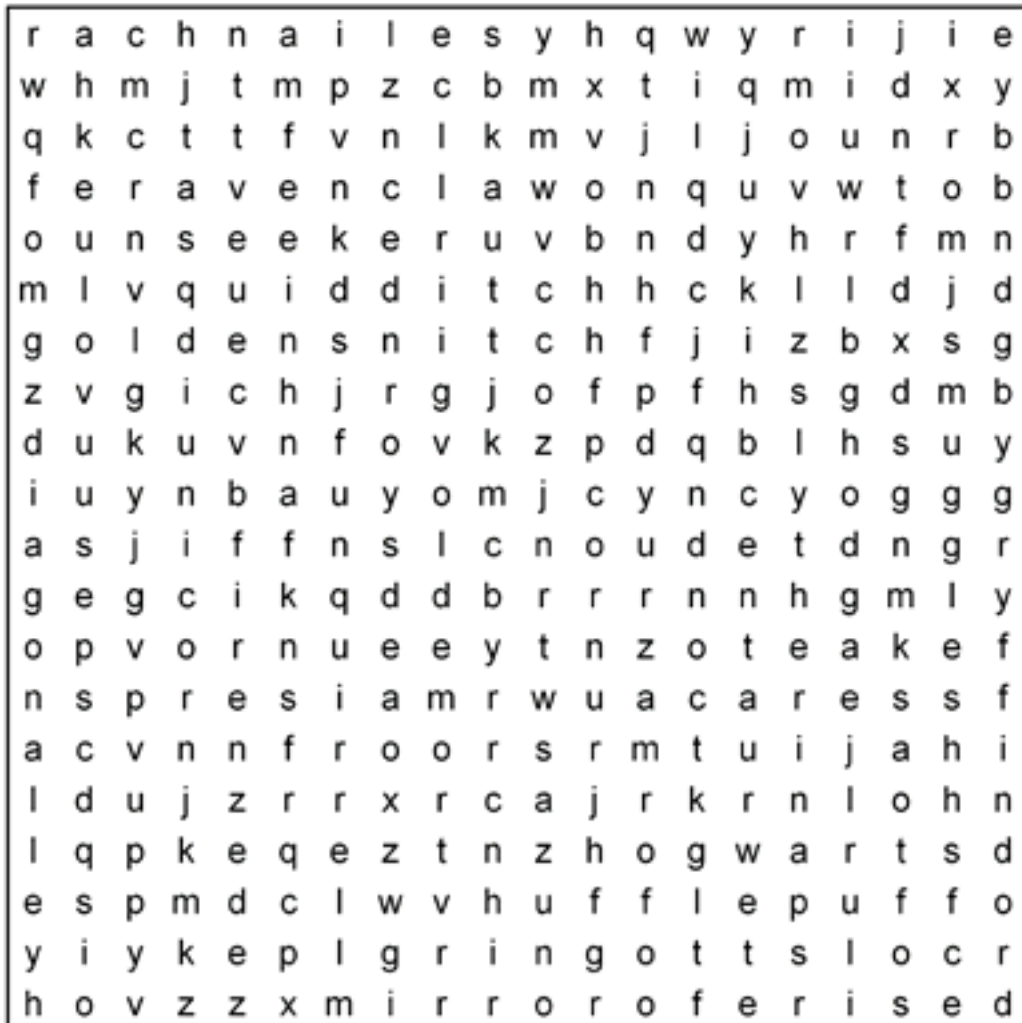 r a c h n a i l e s y h q w y r i j i e
w h m j t m p z c b m x t i q m i d x y
q k c t t f v n l k m v j l j o u n r b
f e r a v e n c l a w o n q u v w t o b
o u n s e e k e r u v b n d y h r f m n
m l v q u i d d i t c h h c k l l d j d
g o l d e n s n i t c h f j i z b x s g
z v g i c h j r g j o f p f h s g d m b
d u k u v n f o v k z p d q b l h s u y
i u y n b a u y o m j c y n c y o g g g
a s j i f f n s l c n o u d e t d n g r
g e g c i k q d d b r r r n n h g m l y
o p v o r n u e e y t n z o t e a k e f
n s p r e s i a m r w u a c a r e s s f
a c v n n f r o o r s r m t u i j a h i
l d u j z r r x r c a j r k r n l o h n
l q p k e q e z t n z h o g w a r t s d
e s p m d c l w v h u f f l e p u f f o
y i y k e p l g r i n g o t t s l o c r
h o v z z x m i r r o r o f e r i s e d